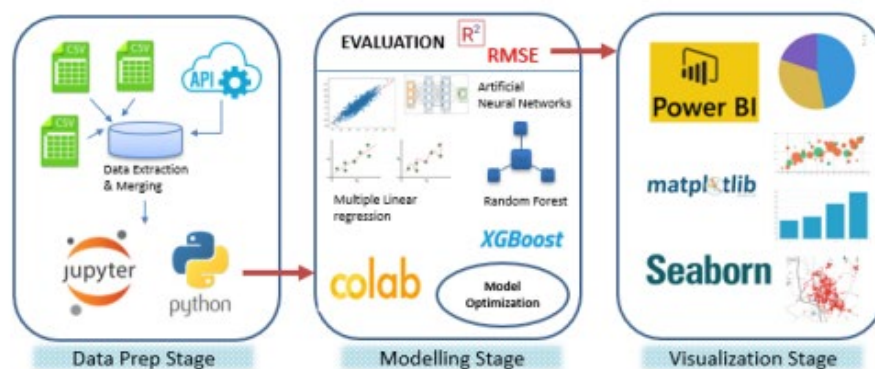 CSV
CSV
API
CSV
Data Extraction
& Merging
jupyter
python
Data Prep Stage
EVALUATION
R²
RMSE
Artificial
Neural Networks
Multiple Linear
regression
Random Forest
XGBoost
colab
Model
Optimization
Modelling Stage
Power BI
matplotlib
Seaborn
Visualization Stage